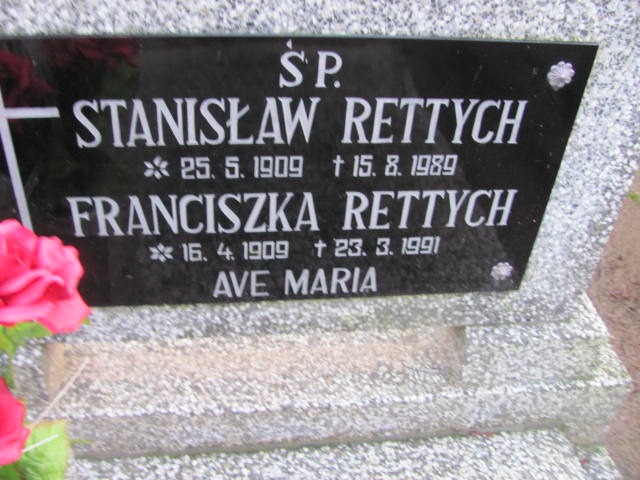 ŚP.
STANISŁAW RETTYCH
* 25. 5. 1909 † 15. 8. 1989
FRANCISZKA RETTYCH
* 16. 4. 1909 † 23. 3. 1991
AVE MARIA